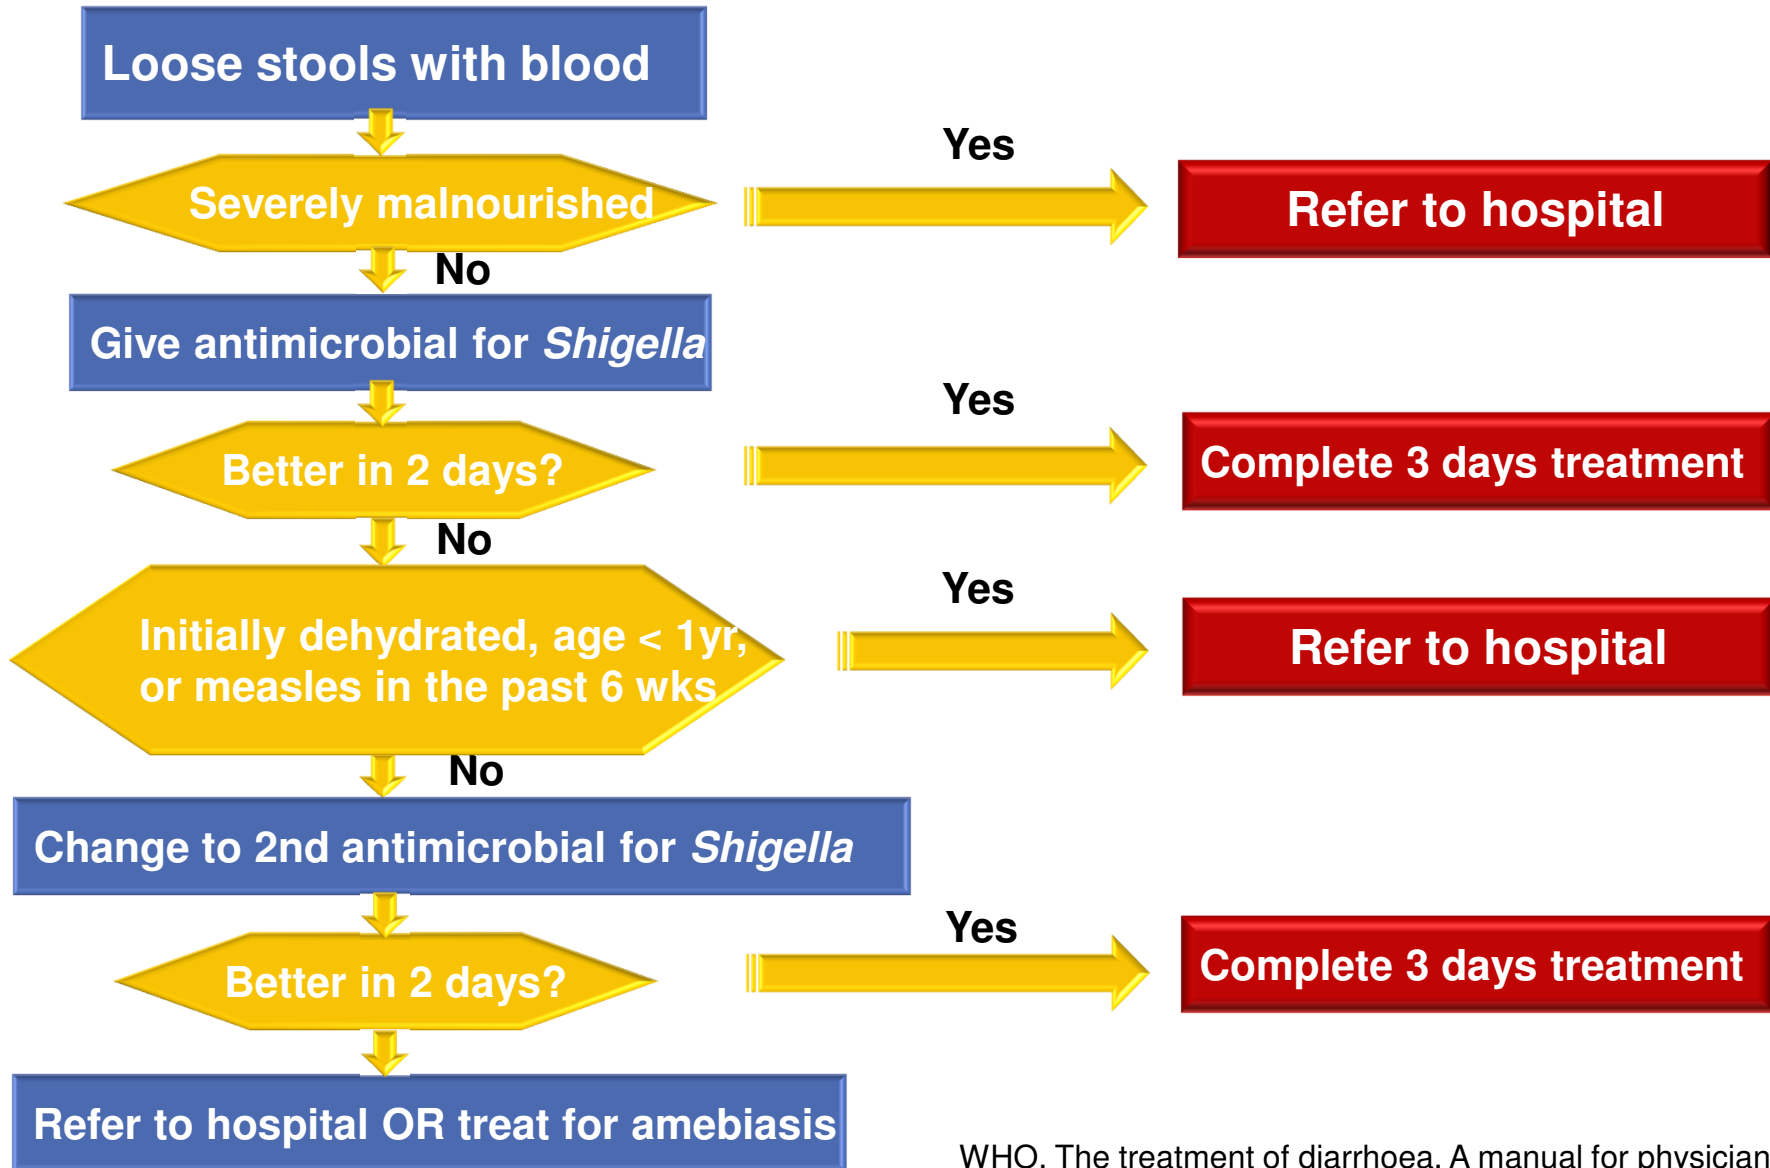 Loose stools with blood
Yes
Severely malnourished
Refer to hospital
No
Give antimicrobial for Shigella
Yes
Better in 2 days?
Complete 3 days treatment
No
Yes
Initially dehydrated, age < 1yr,
or measles in the past 6 wks
Refer to hospital
No
Change to 2nd antimicrobial for Shigella
Yes
Better in 2 days?
Complete 3 days treatment
Refer to hospital OR treat for amebiasis
WHO. The treatment of diarrhoea. A manual for physician